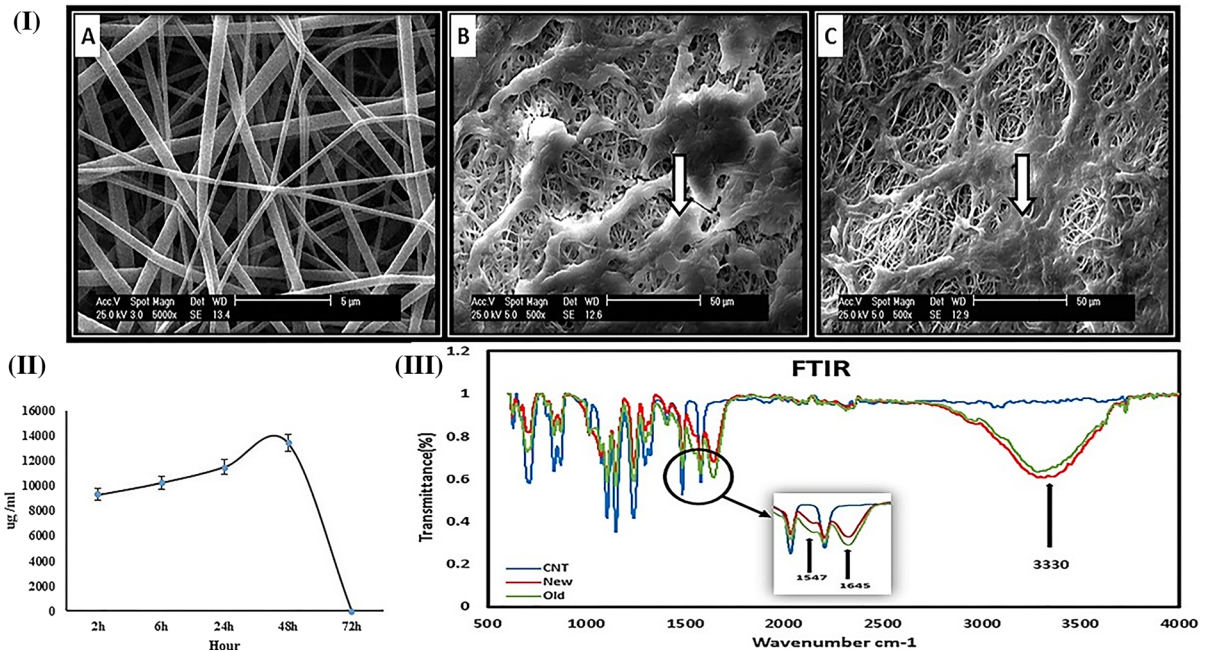 (I)
A
B
C
Acc.V Spot Magn Det WD 5 µm
25.0 kV 3.0 5000x SE 13.4
Acc.V Spot Magn Det WD 50 µm
25.0 kV 5.0 500x SE 12.6
Acc.V Spot Magn Det WD 50 µm
25.0 kV 5.0 500x SE 12.9
(II)
16000
14000
12000
10000
8000
6000
4000
2000
0
ug /ml
2h 6h 24h 48h 72h
Hour
(III)
FTIR
1.2
1
0.8
0.6
0.4
0.2
0
Transmittance(%)
CNT
New
Old
1547
1645
3330
500 1000 1500 2000 2500 3000 3500 4000
Wavenumber cm-1